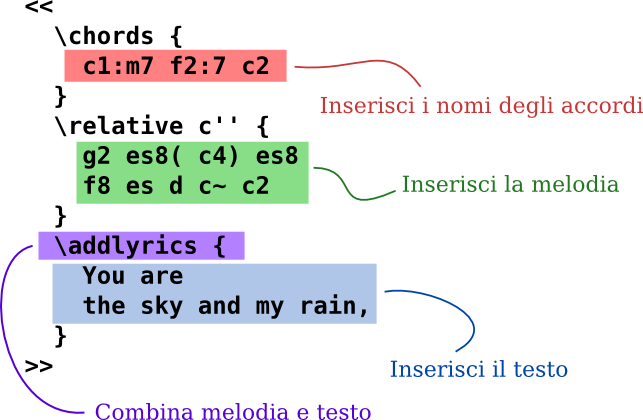 <<
\chords {
c1:m7 f2:7 c2
}
Inserisci i nomi degli accordi
\relative c'' {
g2 es8( c4) es8
f8 es d c~ c2
Inserisci la melodia
}
\addlyrics {
You are
the sky and my rain,
}
>>
Inserisci il testo
Combina melodia e testo